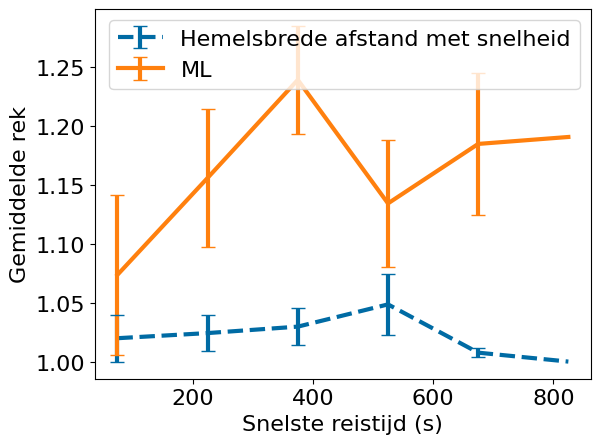 Hemelsbrede afstand met snelheid
ML
Gemiddelde rek
1.25
1.20
1.15
1.10
1.05
1.00
200
400
600
800
Snelste reistijd (s)